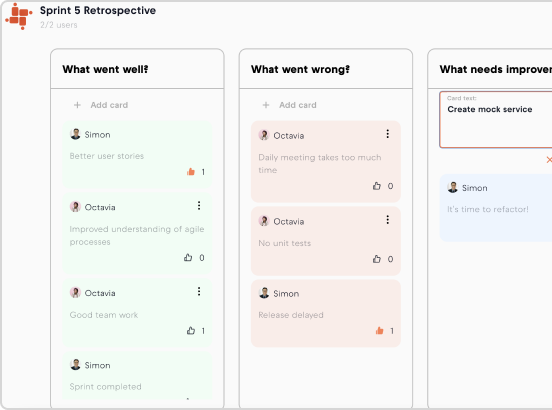 Sprint 5 Retrospective
2/2 users
What went well?
+ Add card
Simon
Better user stories
1
Octavia
Improved understanding of agile
processes
0
Octavia
Good team work
1
Simon
Sprint completed
What went wrong?
+ Add card
Octavia
Daily meeting takes too much
time
0
Octavia
No unit tests
0
Simon
Release delayed
1
What needs improvem
Card text:
Create mock service
Simon
It's time to refactor!